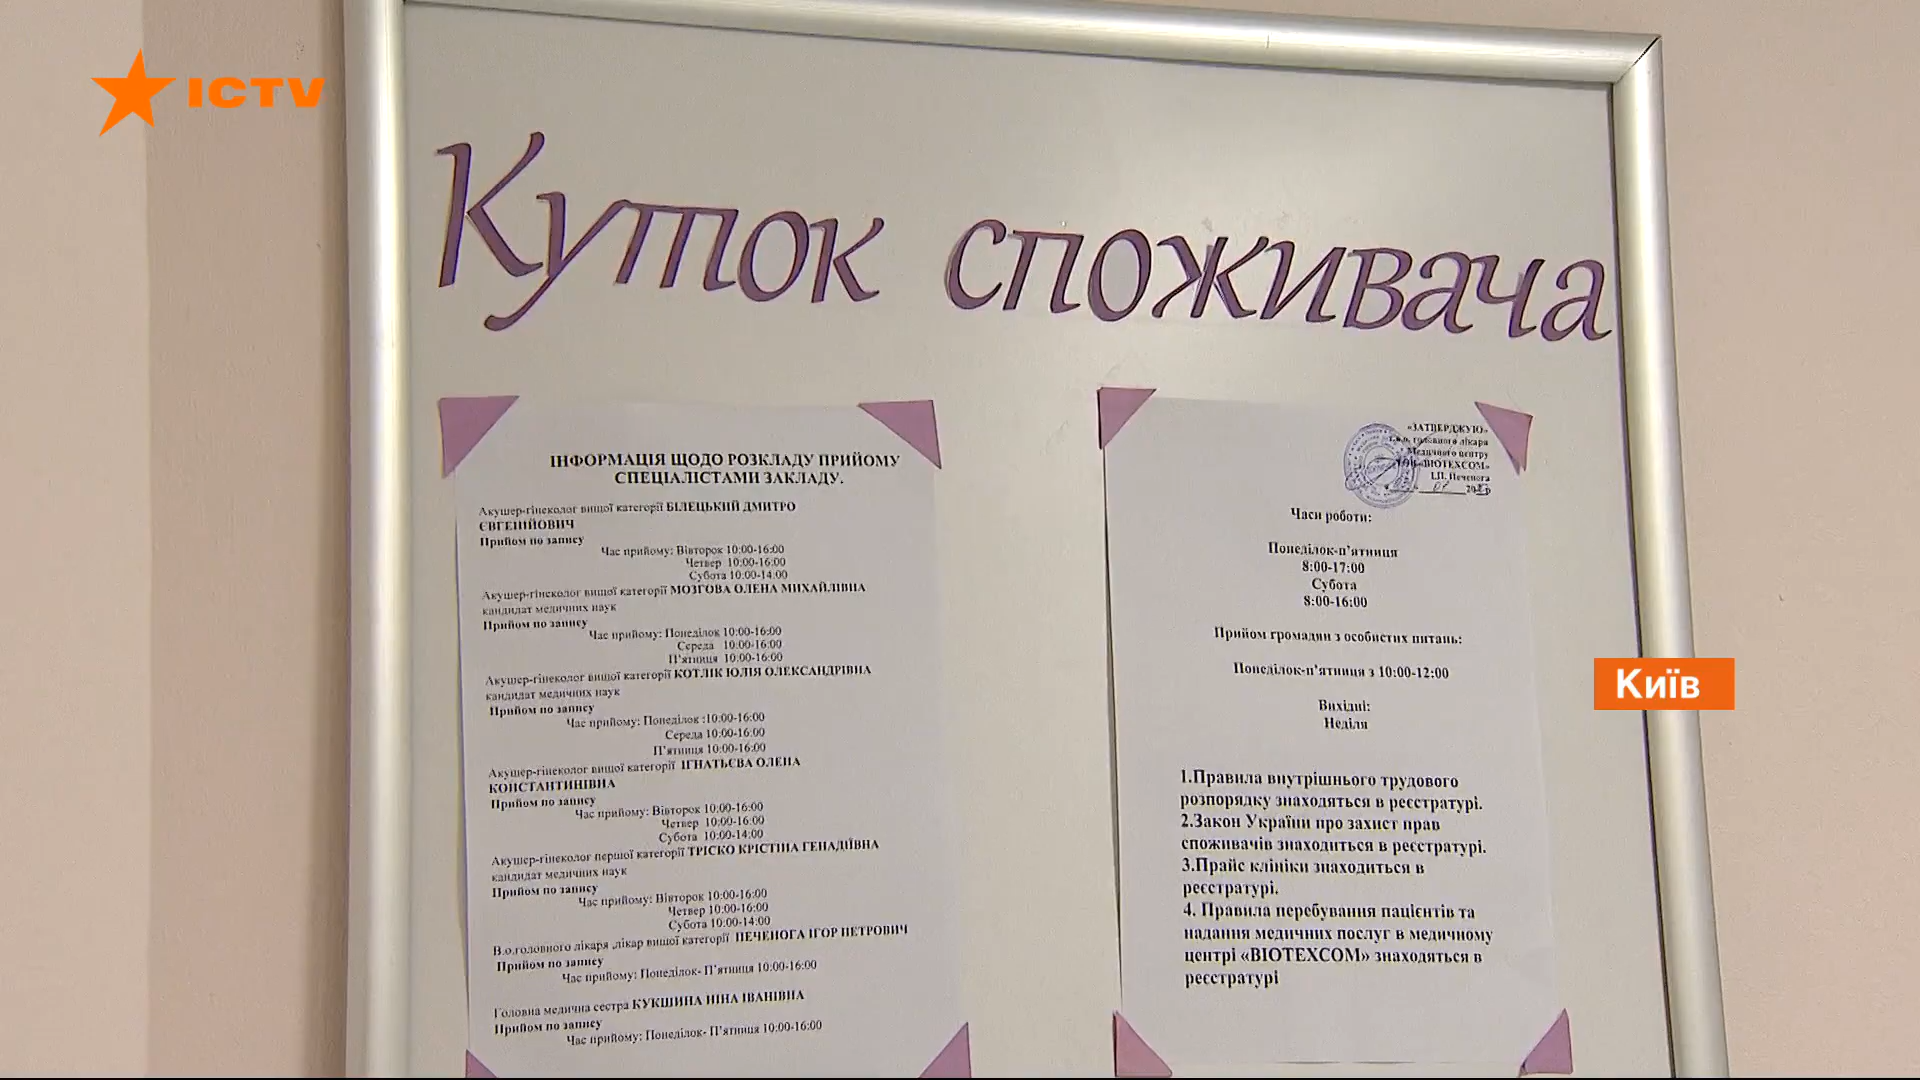 ICTV
Куток споживача
ІНФОРМАЦІЯ ЩОДО РОЗКЛАДУ ПРИЙОМУ
СПЕЦІАЛІСТАМИ ЗАКЛАДУ.
Акушер-гінеколог вищої категорії БІЛЕЦЬКИЙ ДМИТРО
ЄВГЕНІЙОВИЧ
Прийом по запису
Час прийому: Вівторок 10:00-16:00
Четвер 10:00-16:00
Субота 10:00-14:00
Акушер-гінеколог вищої категорії МОЗГОВА ОЛЕНА МИХАЙЛІВНА
кандидат медичних наук
Прийом по запису
Час прийому: Понеділок 10:00-16:00
Середа 10:00-16:00
П'ятниця 10:00-16:00
Акушер-гінеколог вищої категорії КОТЛІК ЮЛІЯ ОЛЕКСАНДРІВНА
кандидат медичних наук
Прийом по запису
Час прийому: Понеділок :10:00-16:00
Середа 10:00-16:00
П'ятниця 10:00-16:00
Акушер-гінеколог вищої категорії ІГНАТЬЄВА ОЛЕНА
КОНСТАНТИНІВНА
Прийом по запису
Час прийому: Вівторок 10:00-16:00
Четвер 10:00-16:00
Субота 10:00-14:00
Акушер-гінеколог першої категорії ТРІСКО КРІСТІНА ГЕНАДІЇВНА
кандидат медичних наук
Прийом по запису
Час прийому: Вівторок 10:00-16:00
Четвер 10:00-16:00
Субота 10:00-14:00
В.о.головного лікаря ,лікар вищої категорії ПЕЧЕНОГА ІГОР ПЕТРОВИЧ
Прийом по запису
Час прийому: Понеділок- П'ятниця 10:00-16:00
Головна медична сестра КУКШИНА НІНА ІВАНІВНА
Прийом по запису
Час прийому: Понеділок- П'ятниця 10:00-16:00
«ЗАТВЕРДЖУЮ»
головного лікаря
Медичного центру
«BIOTEXCOM»
І.П. Печенога
Часи роботи:
Понеділок-п'ятниця
8:00-17:00
Субота
8:00-16:00
Прийом громадян з особистих питань:
Понеділок-п'ятниця з 10:00-12:00
Вихідні:
Неділя
1.Правила внутрішнього трудового
розпорядку знаходяться в реєстратурі.
2.Закон України про захист прав
споживачів знаходиться в реєстратурі.
3.Прайс клініки знаходиться в
реєстратурі.
4. Правила перебування пацієнтів та
надання медичних послуг в медичному
центрі «BIOTEXCOM» знаходяться в
реєстратурі
Київ